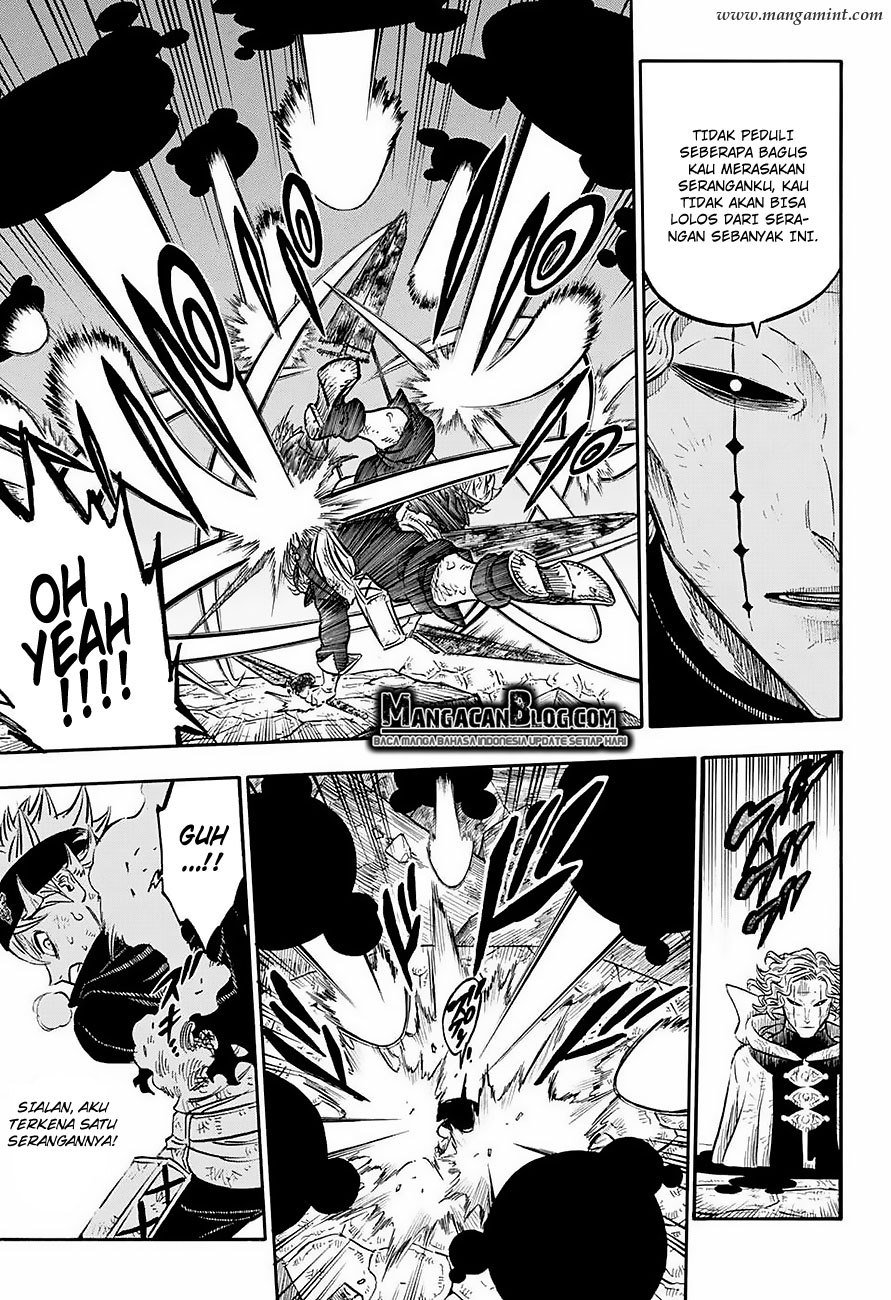 www.mangamint.com
TIDAK PEDULI
SEBERAPA BAGUS
KAU MERASAKAN
SERANGANKU, KAU
TIDAK AKAN BISA
LOLOS DARI SERA-
NGAN SEBANYAK INI.
OH
YEAH
!!!!
MANGACANBLOG.COM
BACA MANGA BAHASA INDONESIA UPDATE SETIAP HARI
GUH
...!!
SIALAN, AKU
TERKENA SATU
SERANGANNYA!